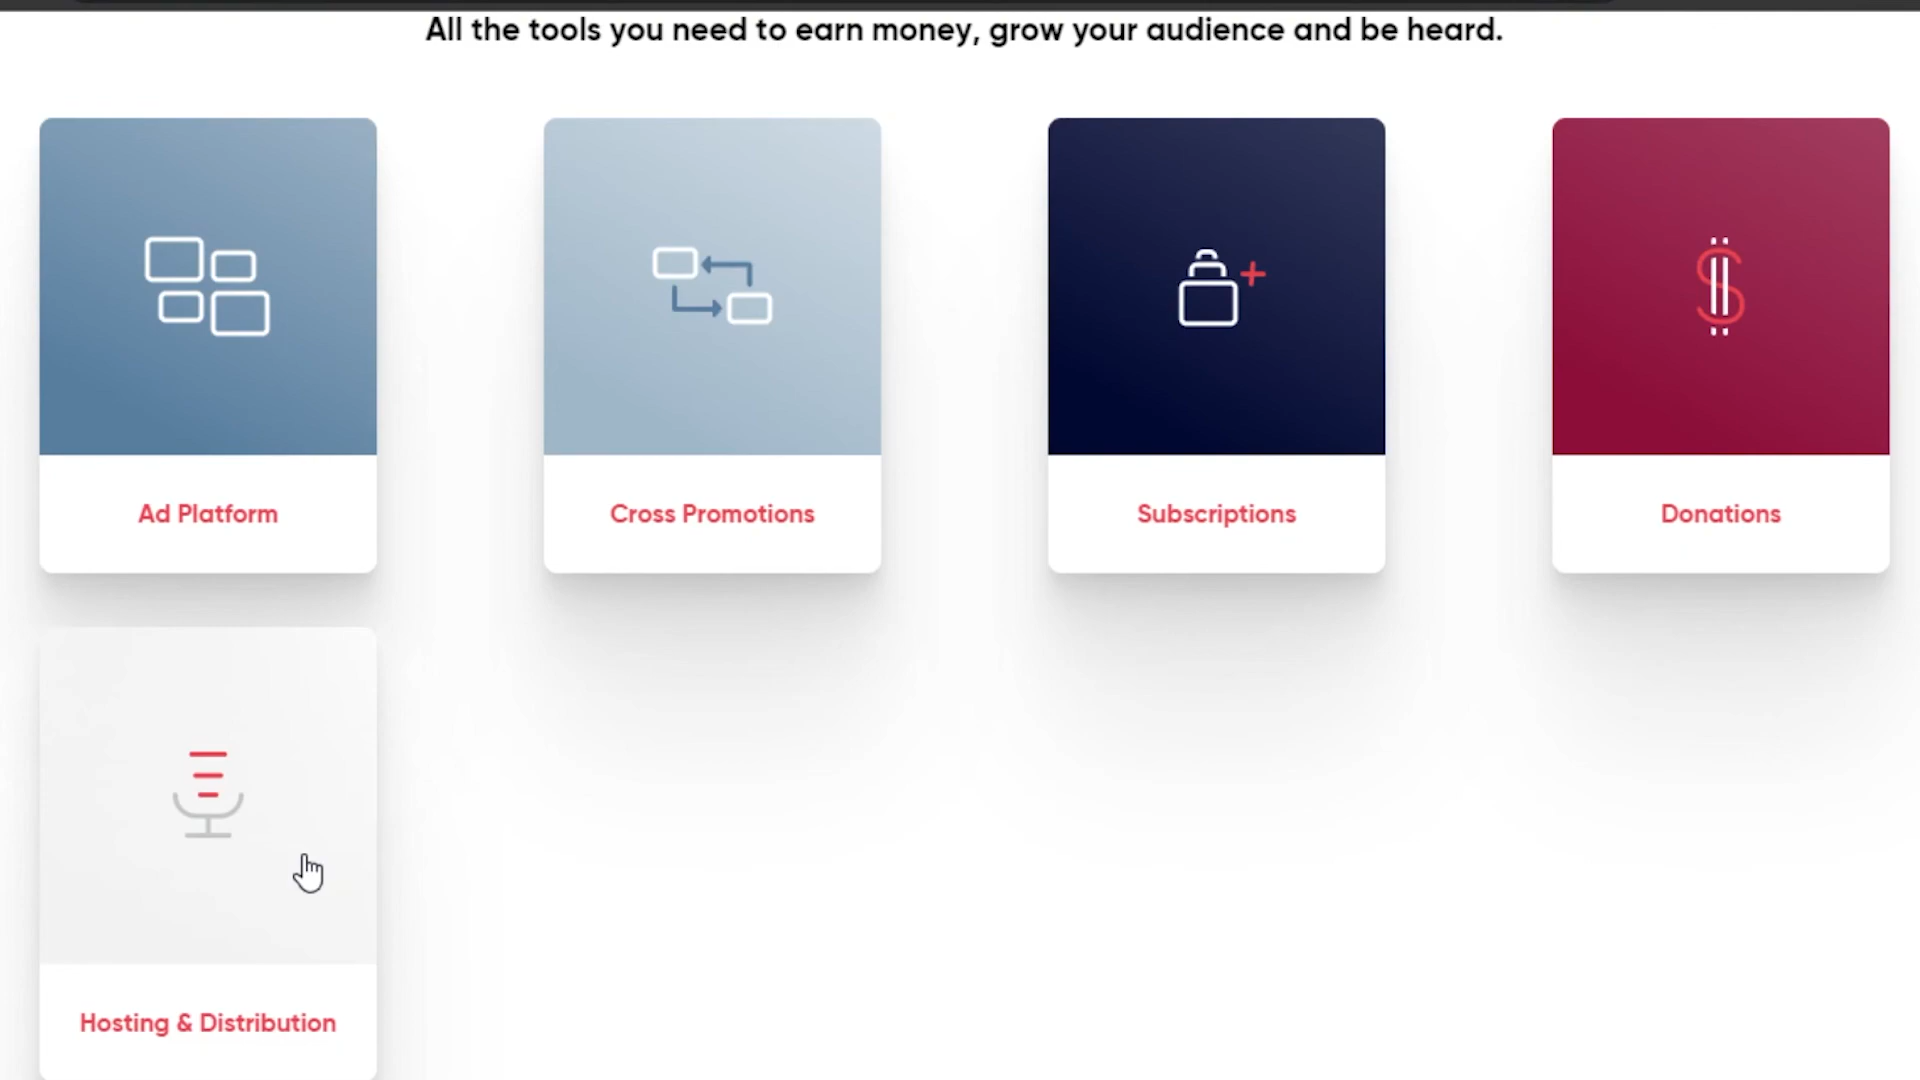 All the tools you need to earn money, grow your audience and be heard.
Ad Platform
Cross Promotions
Subscriptions
Donations
Hosting & Distribution